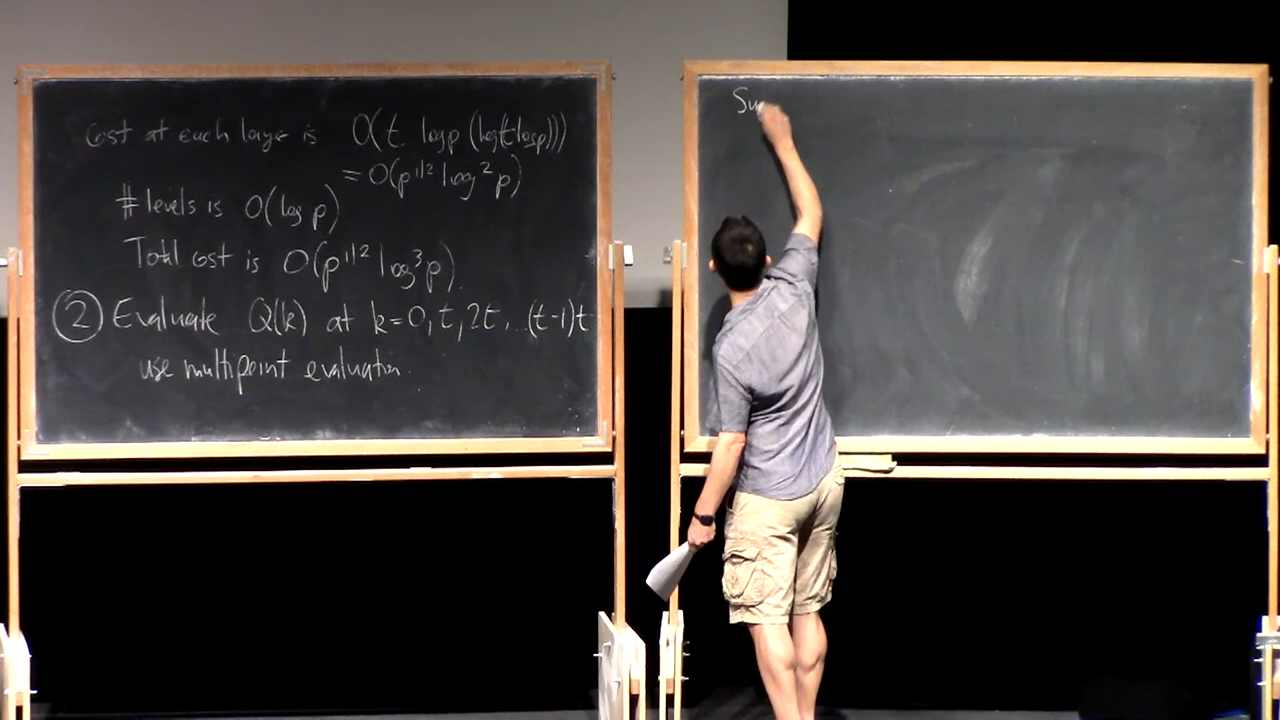 Cost at each layer is O(t. log p (log(t log p)))
= O(p^{1/2} log^2 p)
# levels is O(log p)
Total cost is O(p^{1/2} log^3 p).
② Evaluate Q(k) at k=0, t, 2t, ...(t-1)t
use multipoint evaluation.
Su